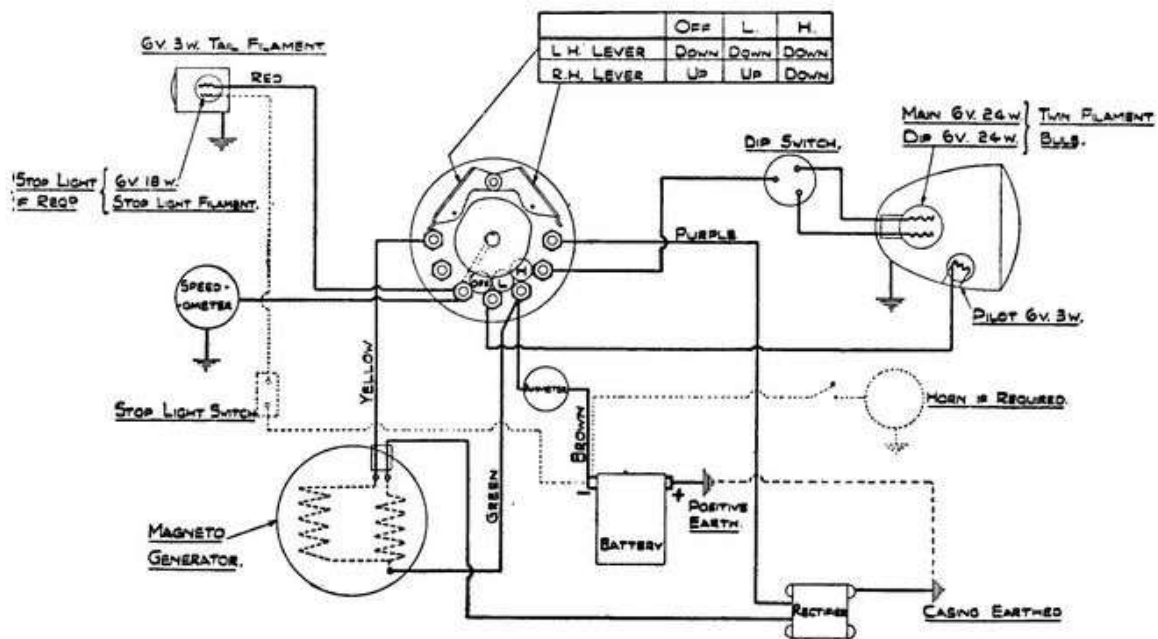 OFF L. H.
L.H. LEVER DOWN DOWN DOWN
R.H. LEVER UP UP DOWN
6V. 3W. TAIL FILAMENT
RED
MAIN 6V. 24W.
DIP 6V. 24W.
TWIN FILAMENT
BULB.
DIP SWITCH.
STOP LIGHT
IF REQD
6V. 18W.
STOP LIGHT FILAMENT.
PURPLE
OFF
L
H
SPEED-
OMETER
PILOT 6V. 3W.
YELLOW
AMMETER
HORN IF REQUIRED.
STOP LIGHT SWITCH
BROWN
GREEN
-
+
POSITIVE
EARTH.
MAGNETO
GENERATOR.
BATTERY
RECTIFIER
CASING EARTHED